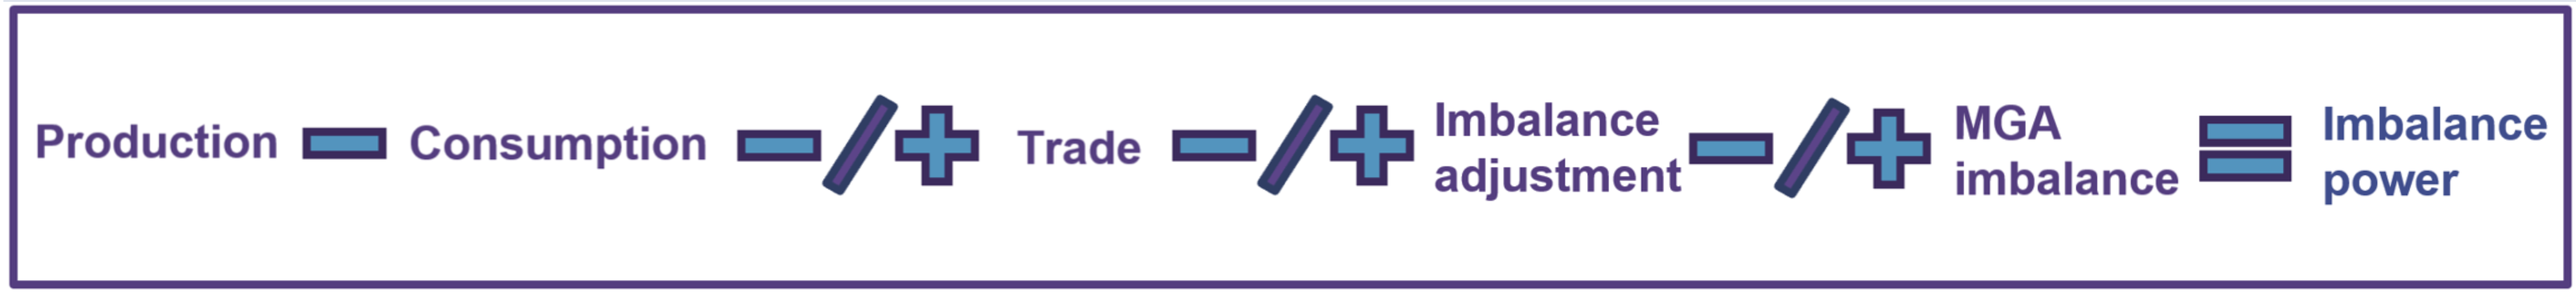 Production - Consumption -/+ Trade -/+ Imbalance adjustment -/+ MGA imbalance = Imbalance power